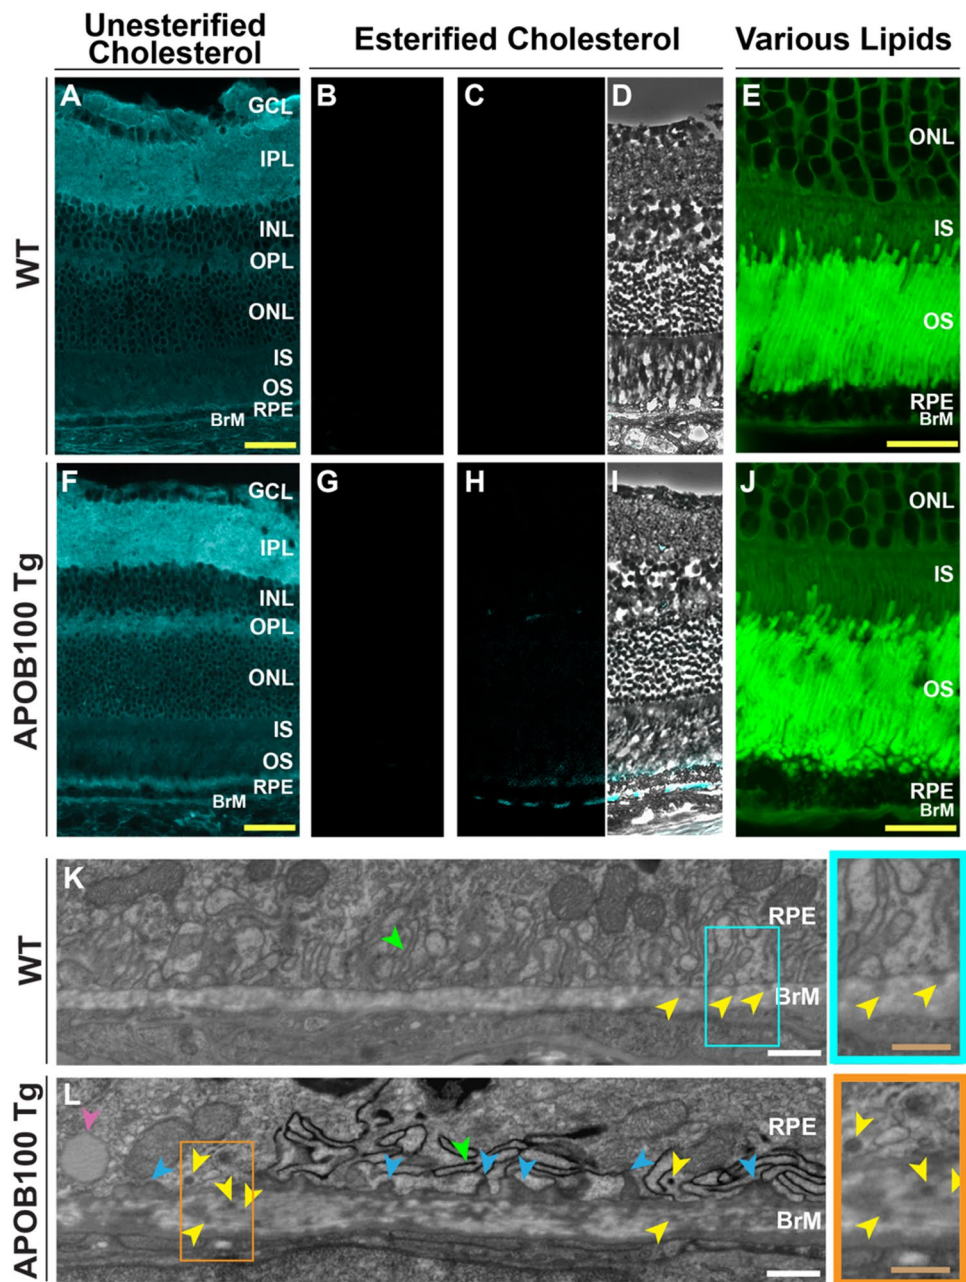 Unesterified
Cholesterol
Esterified Cholesterol
Various Lipids
WT
A
GCL
IPL
INL
OPL
ONL
IS
OS
RPE
BrM
B
C
D
E
ONL
IS
OS
RPE
BrM
APOB100 Tg
F
GCL
IPL
INL
OPL
ONL
IS
OS
RPE
BrM
G
H
I
J
ONL
IS
OS
RPE
BrM
WT
K
RPE
BrM
APOB100 Tg
L
RPE
BrM